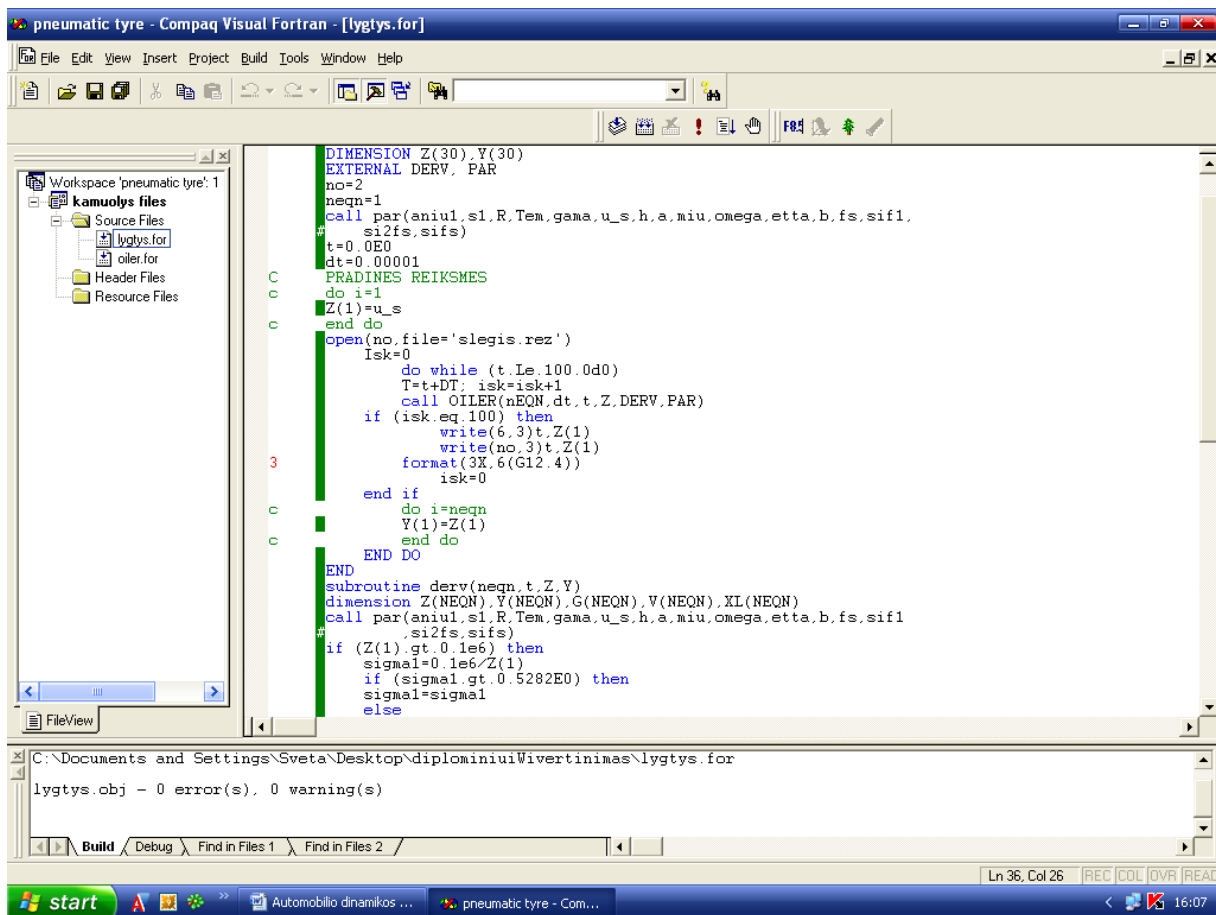 pneumatic tyre - Compaq Visual Fortran - [lygtys.for]
File Edit View Insert Project Build Tools Window Help
Workspace 'pneumatic tyre': 1
kamuolys files
Source Files
lygtys.for
oiler.for
Header Files
Resource Files
FileView
DIMENSION Z(30),Y(30)
EXTERNAL DERV, PAR
no=2
neqn=1
call par(aniu1,s1,R,Tem,gama,u_s,h,a,miu,omega,etta,b,fs,sif1,
# si2fs,sifs)
t=0.0E0
dt=0.00001
C PRADINES REIKSMES
c do i=1
Z(1)=u_s
c end do
open(no,file='slegis.rez')
Isk=0
do while (t.Le.100.0d0)
T=t+DT; isk=isk+1
call OILER(nEQN,dt,t,Z,DERV,PAR)
if (isk.eq.100) then
write(6,3)t,Z(1)
write(no,3)t,Z(1)
3 format(3X,6(G12.4))
isk=0
end if
c do i=neqn
Y(1)=Z(1)
c end do
END DO
END
subroutine derv(neqn,t,Z,Y)
dimension Z(NEQN),Y(NEQN),G(NEQN),V(NEQN),XL(NEQN)
call par(aniu1,s1,R,Tem,gama,u_s,h,a,miu,omega,etta,b,fs,sif1
# ,si2fs,sifs)
if (Z(1).gt.0.1e6) then
sigma1=0.1e6/Z(1)
if (sigma1.gt.0.5282E0) then
sigma1=sigma1
else
C:\Documents and Settings\Sveta\Desktop\diplominiuiWivertinimas\lygtys.for
lygtys.obj - 0 error(s), 0 warning(s)
Build Debug Find in Files 1 Find in Files 2
Ln 36, Col 26 REC COL OVR READ
start Automobilio dinamikos ... pneumatic tyre - Com... 16:07